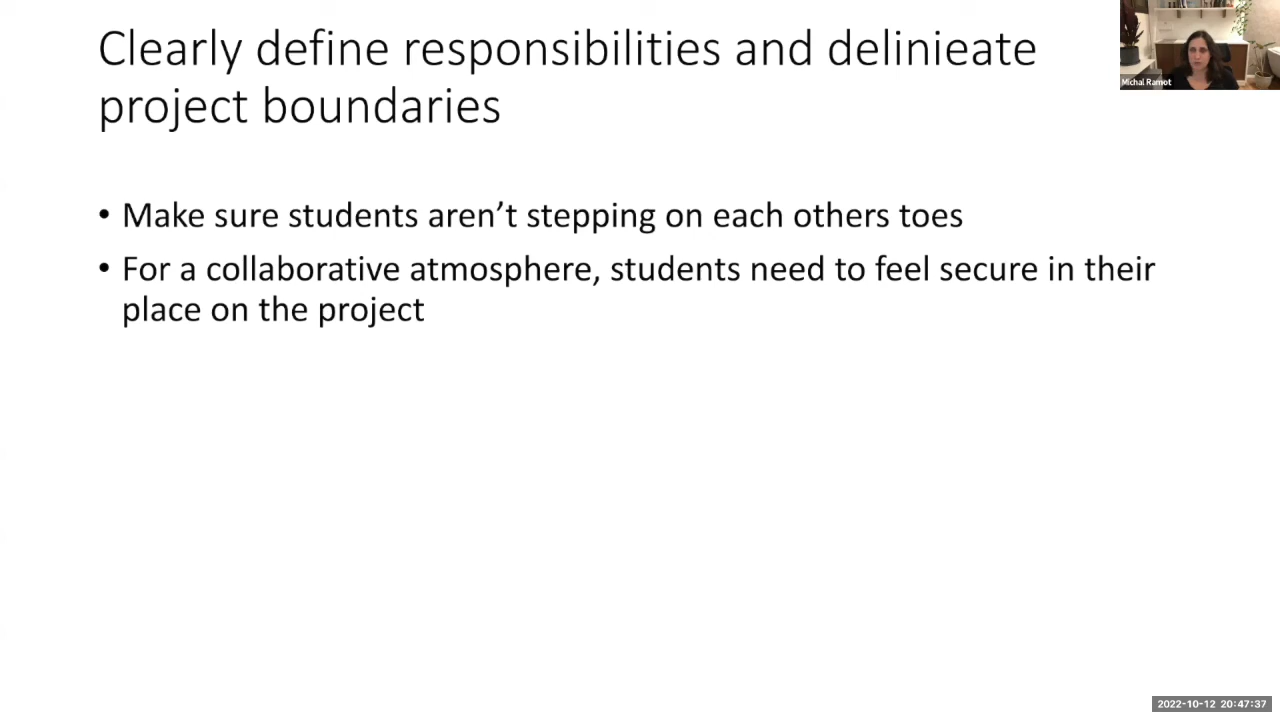 Clearly define responsibilities and delinieate
project boundaries
• Make sure students aren’t stepping on each others toes
• For a collaborative atmosphere, students need to feel secure in their
place on the project
Michal Ramot
2022-10-12 20:47:37